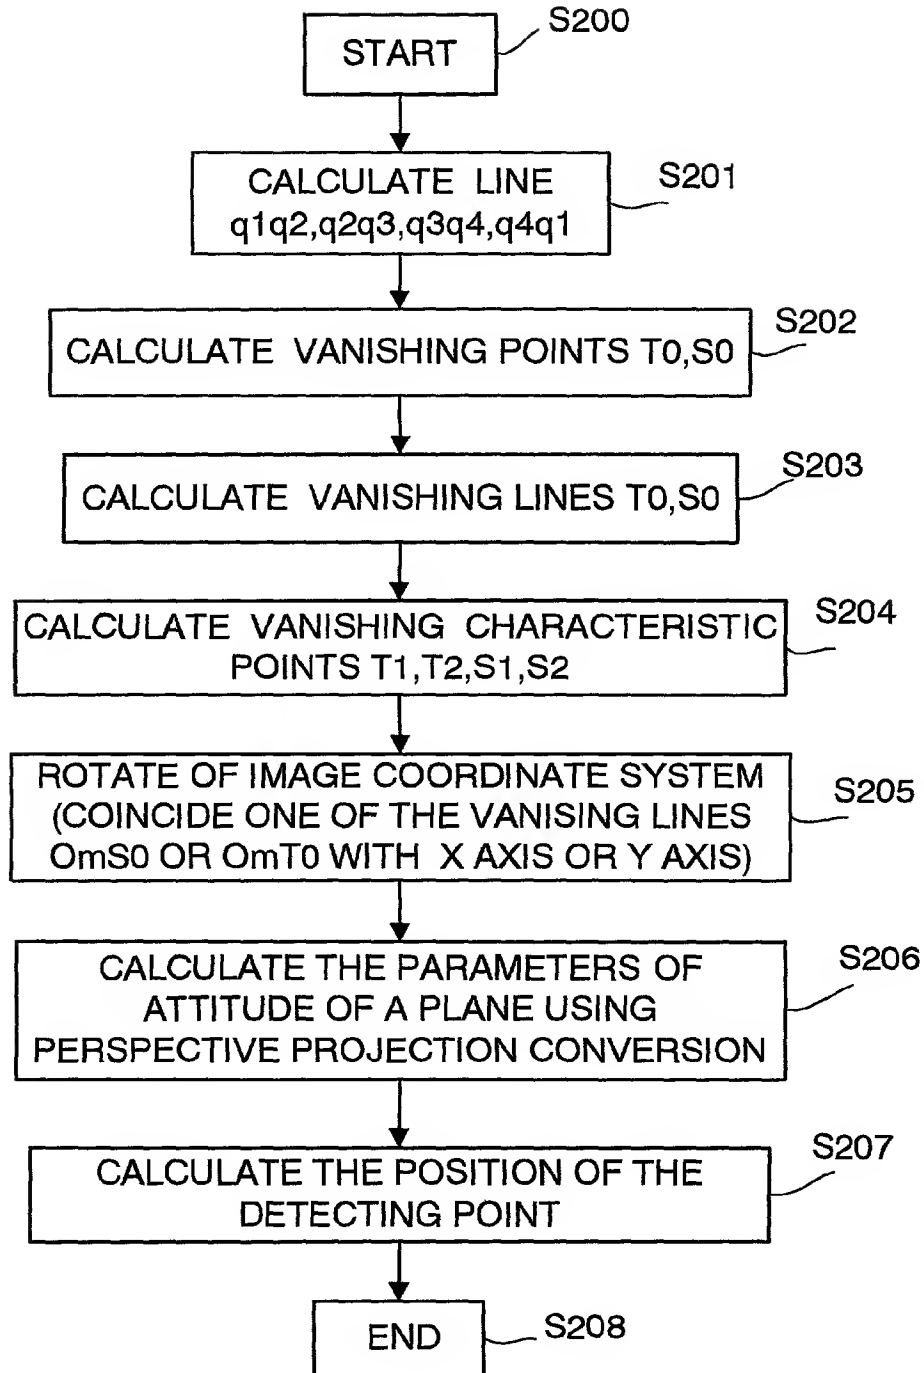 S200
START
S201
CALCULATE LINE
q1q2,q2q3,q3q4,q4q1
S202
CALCULATE VANISHING POINTS T0,S0
S203
CALCULATE VANISHING LINES T0,S0
S204
CALCULATE VANISHING CHARACTERISTIC
POINTS T1,T2,S1,S2
S205
ROTATE OF IMAGE COORDINATE SYSTEM
(COINCIDE ONE OF THE VANISING LINES
OmS0 OR OmT0 WITH X AXIS OR Y AXIS)
S206
CALCULATE THE PARAMETERS OF
ATTITUDE OF A PLANE USING
PERSPECTIVE PROJECTION CONVERSION
S207
CALCULATE THE POSITION OF THE
DETECTING POINT
END
S208